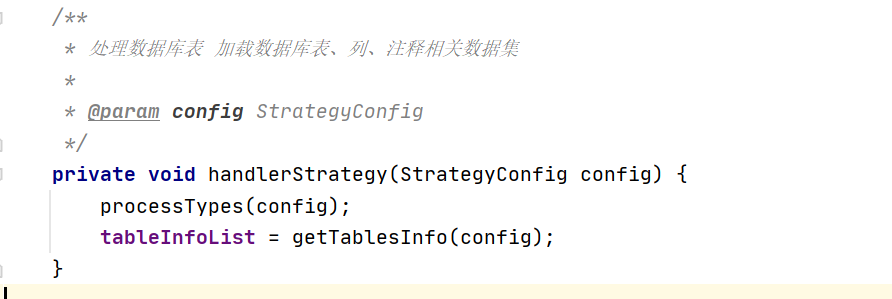 /**
 * 处理数据库表 加载数据库表、列、注释相关数据集
 *
 * @param config StrategyConfig
 */
private void handlerStrategy(StrategyConfig config) {
    processTypes(config);
    tableInfoList = getTablesInfo(config);
}